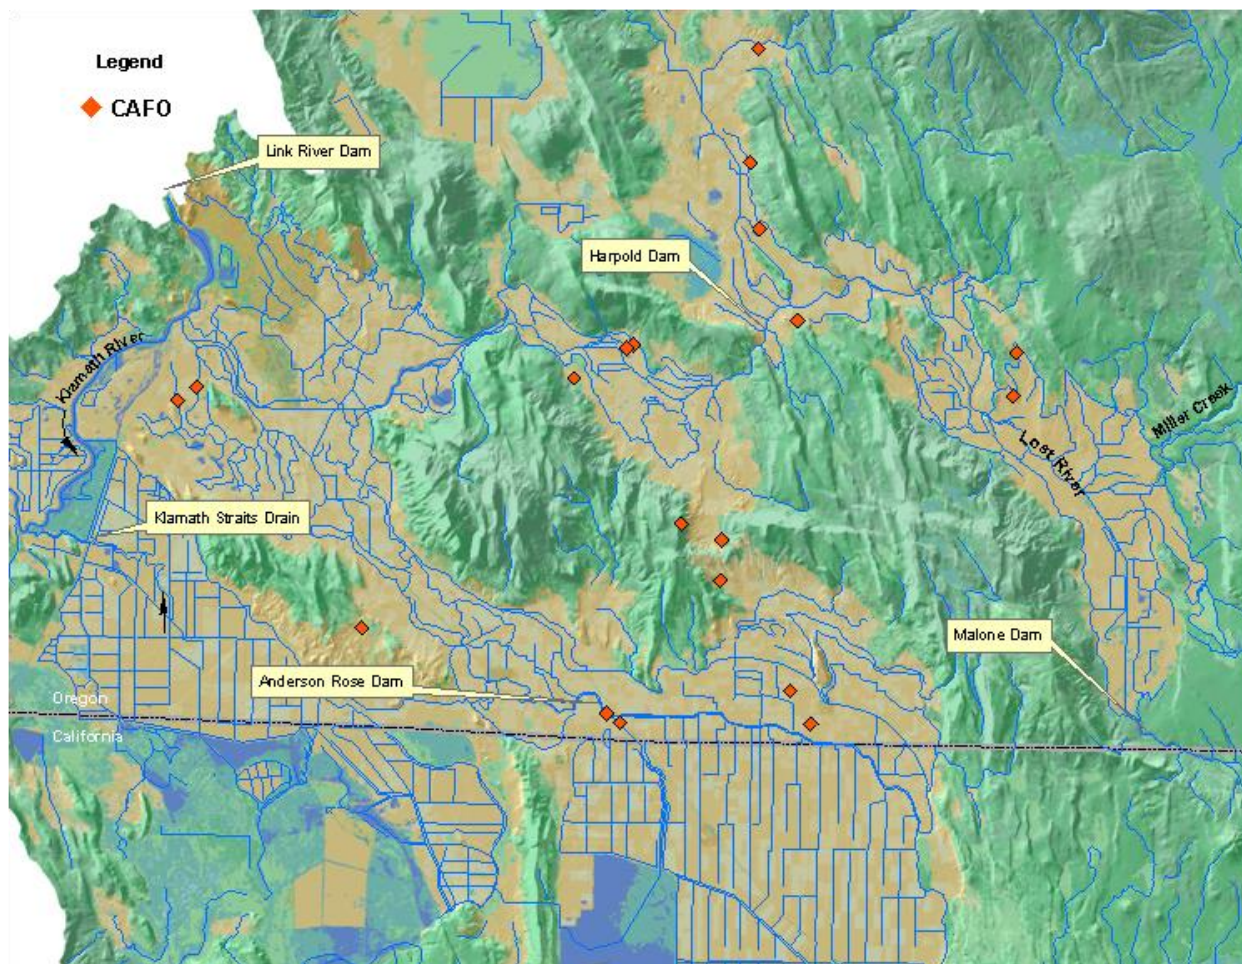 Legend
CAFO
Link River Dam
Harpold Dam
Klamath River
Miller Creek
Lost River
Klamath Straits Drain
Malone Dam
Anderson Rose Dam
Oregon
California